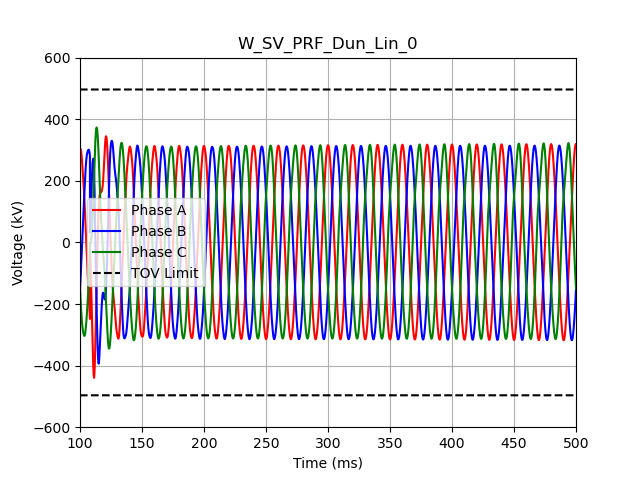 W_SV_PRF_Dun_Lin_0
600
400
200
0
−200
−400
−600
Voltage (kV)
Phase A
Phase B
Phase C
TOV Limit
100 150 200 250 300 350 400 450 500
Time (ms)